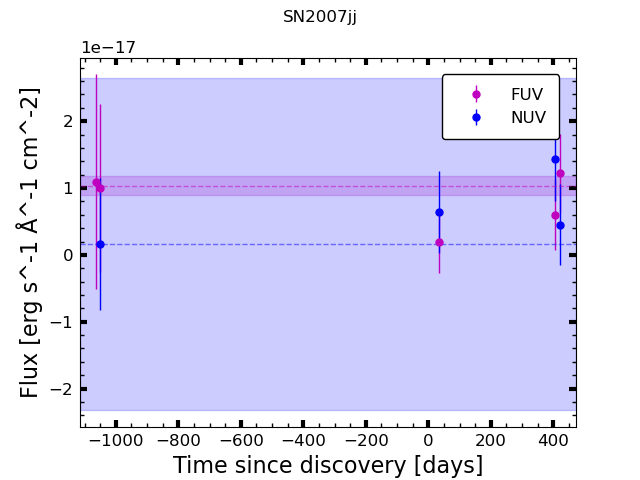 SN2007jj
1e−17
FUV
NUV
2
1
0
−1
−2
Flux [erg s^-1 Å^-1 cm^-2]
−1000 −800 −600 −400 −200 0 200 400
Time since discovery [days]